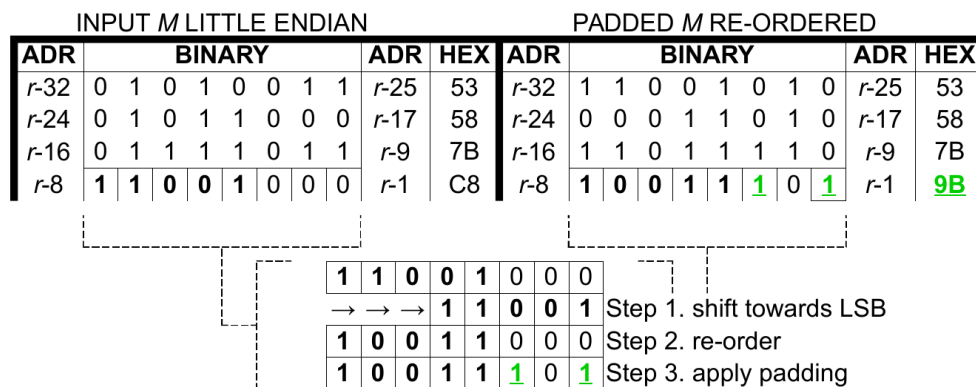 INPUT M LITTLE ENDIAN PADDED M RE-ORDERED
ADR BINARY ADR HEX ADR BINARY ADR HEX
r-32 0 1 0 1 0 0 1 1 r-25 53 r-32 1 1 0 0 1 0 1 0 r-25 53
r-24 0 1 0 1 1 0 0 0 r-17 58 r-24 0 0 0 1 1 0 1 0 r-17 58
r-16 0 1 1 1 1 0 1 1 r-9 7B r-16 1 1 0 1 1 1 1 0 r-9 7B
r-8 1 1 0 0 1 0 0 0 r-1 C8 r-8 1 0 0 1 1 1 0 1 r-1 9B
1 1 0 0 1 0 0 0
→ → → 1 1 0 0 1 Step 1. shift towards LSB
1 0 0 1 1 0 0 0 Step 2. re-order
1 0 0 1 1 1 0 1 Step 3. apply padding